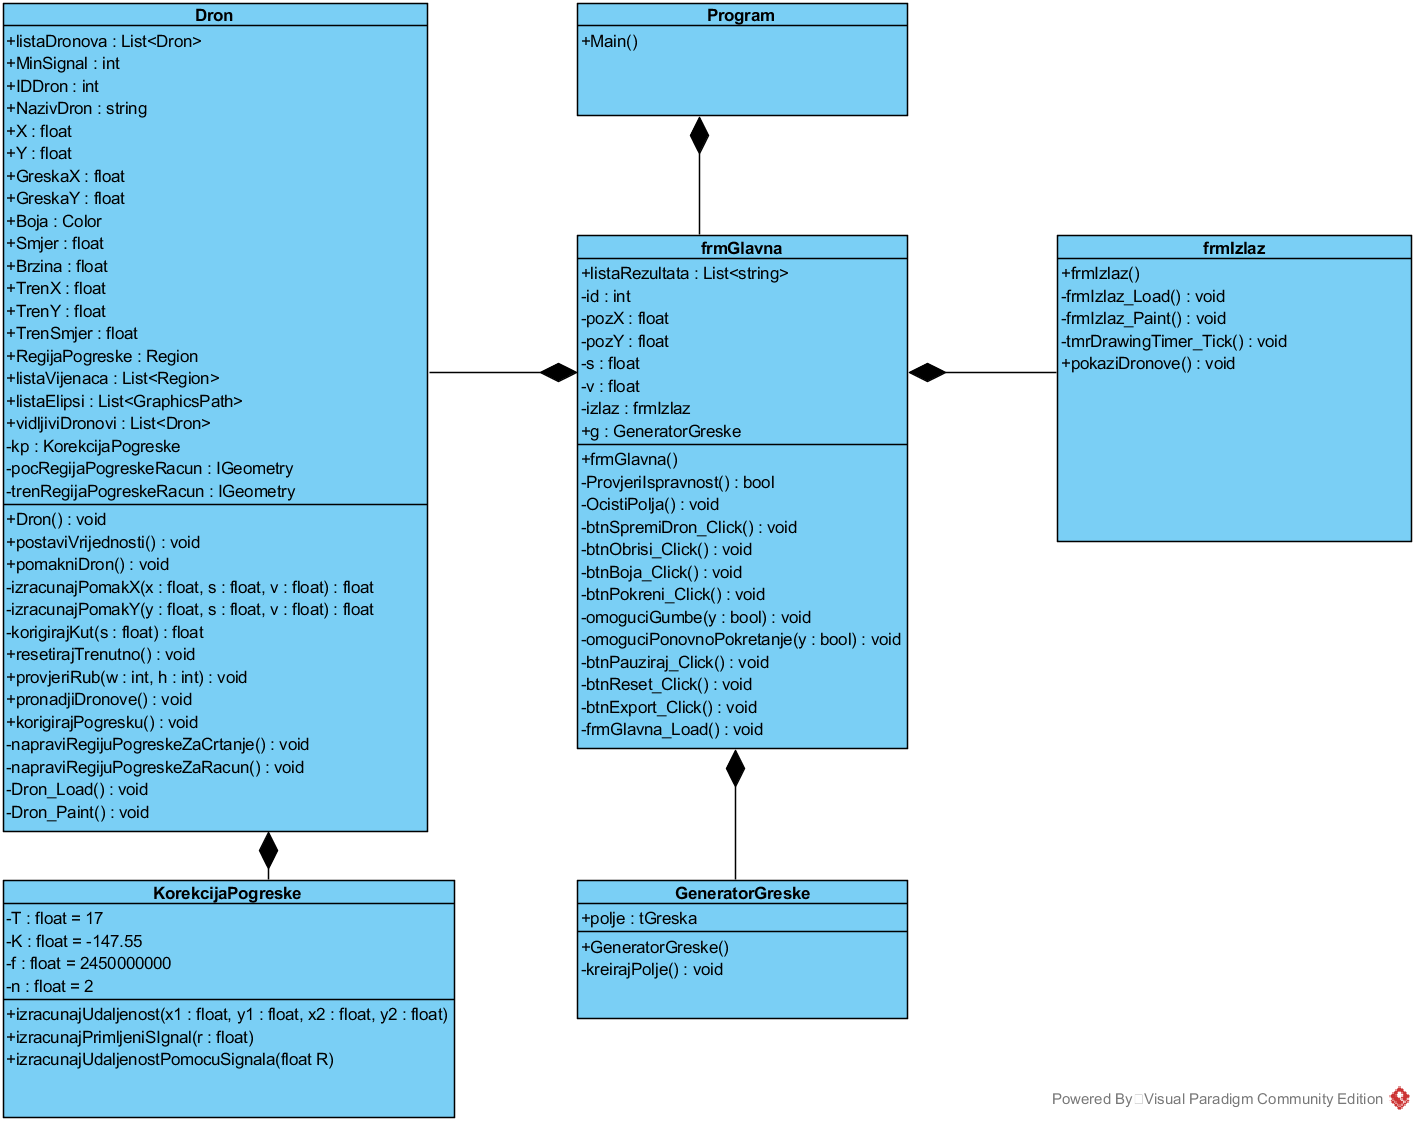 Dron
+listaDronova : List<Dron>
+MinSignal : int
+IDDron : int
+NazivDron : string
+X : float
+Y : float
+GreskaX : float
+GreskaY : float
+Boja : Color
+Smjer : float
+Brzina : float
+TrenX : float
+TrenY : float
+TrenSmjer : float
+RegijaPogreske : Region
+listaVijenaca : List<Region>
+listaElipsi : List<GraphicsPath>
+vidljiviDronovi : List<Dron>
-kp : KorekcijaPogreske
-pocRegijaPogreskeRacun : IGeometry
-trenRegijaPogreskeRacun : IGeometry
+Dron() : void
+postaviVrijednosti() : void
+pomakniDron() : void
-izracunajPomakX(x : float, s : float, v : float) : float
-izracunajPomakY(y : float, s : float, v : float) : float
-korigirajKut(s : float) : float
+resetirajTrenutno() : void
+provjeriRub(w : int, h : int) : void
+pronadjiDronove() : void
+korigirajPogresku() : void
-napraviRegijuPogreskeZaCrtanje() : void
-napraviRegijuPogreskeZaRacun() : void
-Dron_Load() : void
-Dron_Paint() : void
Program
+Main()
frmGlavna
+listaRezultata : List<string>
-id : int
-pozX : float
-pozY : float
-s : float
-v : float
-izlaz : frmIzlaz
+g : GeneratorGreske
+frmGlavna()
-ProvjeriIspravnost() : bool
-OcistiPolja() : void
-btnSpremiDron_Click() : void
-btnObrisi_Click() : void
-btnBoja_Click() : void
-btnPokreni_Click() : void
-omoguciGumbe(y : bool) : void
-omoguciPonovnoPokretanje(y : bool) : void
-btnPauziraj_Click() : void
-btnReset_Click() : void
-btnExport_Click() : void
-frmGlavna_Load() : void
frmIzlaz
+frmIzlaz()
-frmIzlaz_Load() : void
-frmIzlaz_Paint() : void
-tmrDrawingTimer_Tick() : void
+pokaziDronove() : void
KorekcijaPogreske
-T : float = 17
-K : float = -147.55
-f : float = 2450000000
-n : float = 2
+izracunajUdaljenost(x1 : float, y1 : float, x2 : float, y2 : float)
+izracunajPrimljeniSIgnal(r : float)
+izracunajUdaljenostPomocuSignala(float R)
GeneratorGreske
+polje : tGreska
+GeneratorGreske()
-kreirajPolje() : void
Powered By Visual Paradigm Community Edition